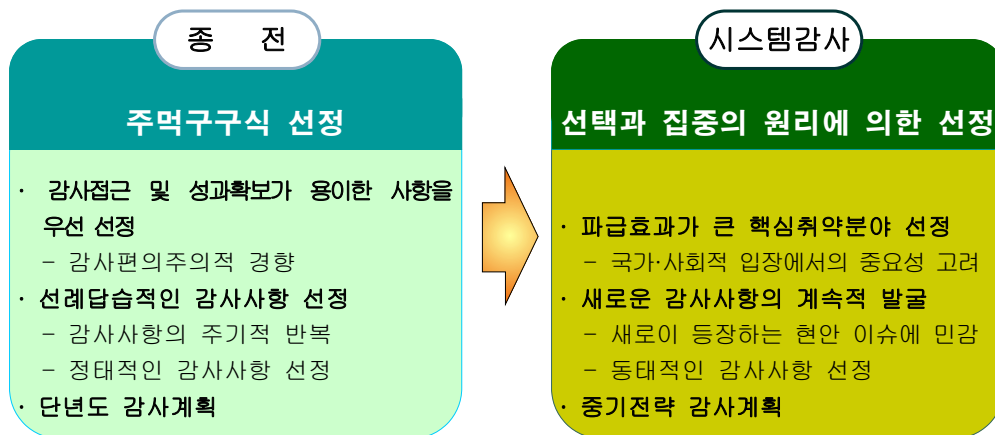 종 전
주먹구구식 선정
· 감사접근 및 성과확보가 용이한 사항을
우선 선정
- 감사편의주의적 경향
· 선례답습적인 감사사항 선정
- 감사사항의 주기적 반복
- 정태적인 감사사항 선정
· 단년도 감사계획
시스템감사
선택과 집중의 원리에 의한 선정
· 파급효과가 큰 핵심취약분야 선정
- 국가·사회적 입장에서의 중요성 고려
· 새로운 감사사항의 계속적 발굴
- 새로이 등장하는 현안 이슈에 민감
- 동태적인 감사사항 선정
· 중기전략 감사계획